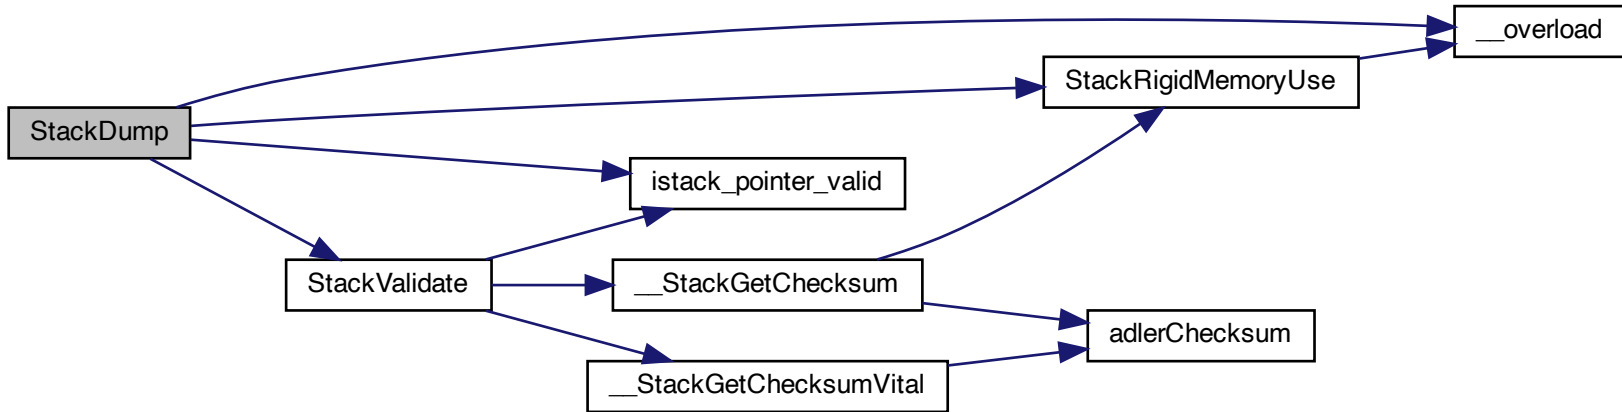 __overload
StackRigidMemoryUse
StackDump
istack_pointer_valid
StackValidate
__StackGetChecksum
adlerChecksum
__StackGetChecksumVital